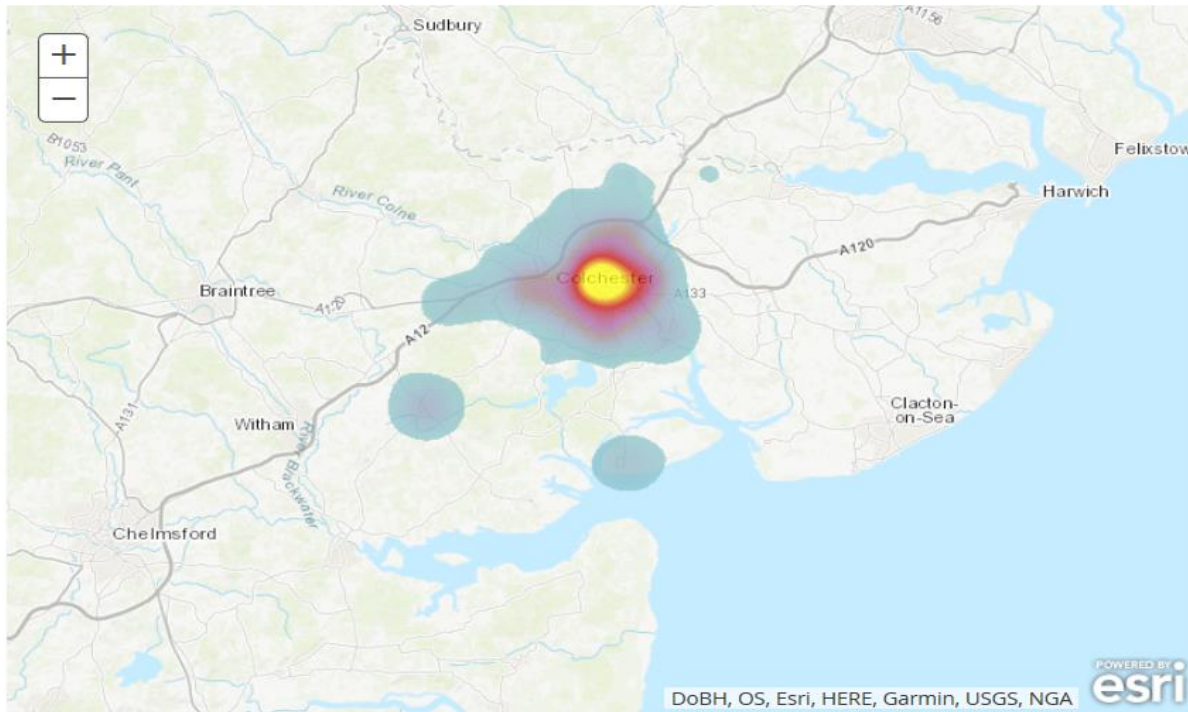 Sudbury
A1156
+
−
B1053
River Pant
River Colne
Felixstow
Harwich
A120
Colchester
A133
Braintree
A120
A12
Clacton-
on-Sea
A131
Witham
River Blackwater
Chelmsford
POWERED BY
esri
DoBH, OS, Esri, HERE, Garmin, USGS, NGA